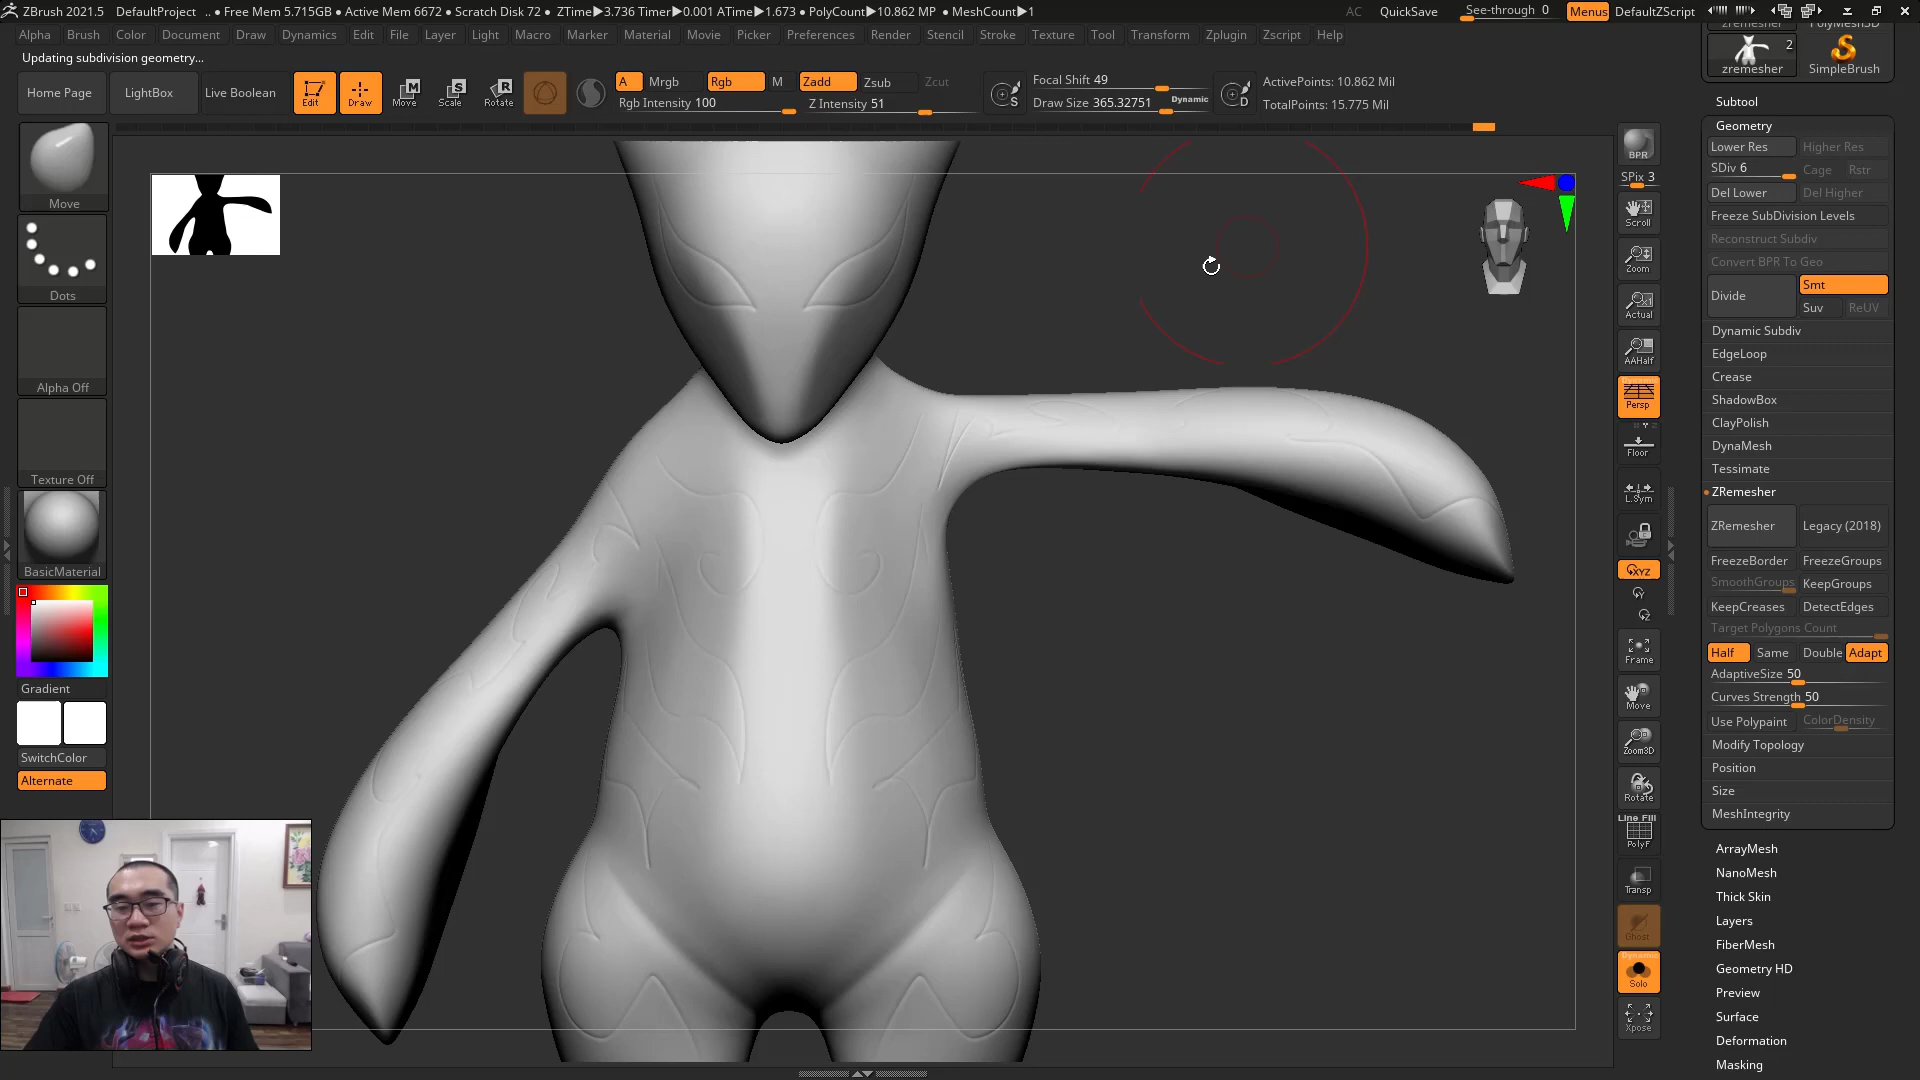 ZBrush 2021.5 DefaultProject .. ● Free Mem 5.715GB ● Active Mem 6672 ● Scratch Disk 72 ● ZTime▶3.736 Timer▶0.001 ATime▶1.673 ● PolyCount▶10.862 MP ● MeshCount▶1
AC QuickSave See-through 0 Menus DefaultZScript
Alpha Brush Color Document Draw Dynamics Edit File Layer Light Macro Marker Material Movie Picker Preferences Render Stencil Stroke Texture Tool Transform Zplugin Zscript Help
Updating subdivision geometry...
Home Page LightBox Live Boolean
Edit Draw Move Scale Rotate
A Mrgb Rgb M Zadd Zsub Zcut
Rgb Intensity 100 Z Intensity 51
Focal Shift 49
Draw Size 365.32751 Dynamic
ActivePoints: 10.862 Mil
TotalPoints: 15.775 Mil
Move
Dots
Alpha Off
Texture Off
BasicMaterial
Gradient
SwitchColor
Alternate
BPR
SPix 3
Scroll
Zoom
Actual
AAHalf
Persp
Floor
L.Sym
XYZ
Frame
Move
Zoom3D
Rotate
Line Fill
PolyF
Transp
Ghost
Dynamic
Solo
Xpose
zremesher PolyMesh3D
2
zremesher SimpleBrush
Subtool
Geometry
Lower Res Higher Res
SDiv 6 Cage Rstr
Del Lower Del Higher
Freeze SubDivision Levels
Reconstruct Subdiv
Convert BPR To Geo
Divide Smt
Suv ReUV
Dynamic Subdiv
EdgeLoop
Crease
ShadowBox
ClayPolish
DynaMesh
Tessimate
ZRemesher
ZRemesher Legacy (2018)
FreezeBorder FreezeGroups
SmoothGroups KeepGroups
KeepCreases DetectEdges
Target Polygons Count
Half Same Double Adapt
AdaptiveSize 50
Curves Strength 50
Use Polypaint ColorDensity
Modify Topology
Position
Size
MeshIntegrity
ArrayMesh
NanoMesh
Thick Skin
Layers
FiberMesh
Geometry HD
Preview
Surface
Deformation
Masking